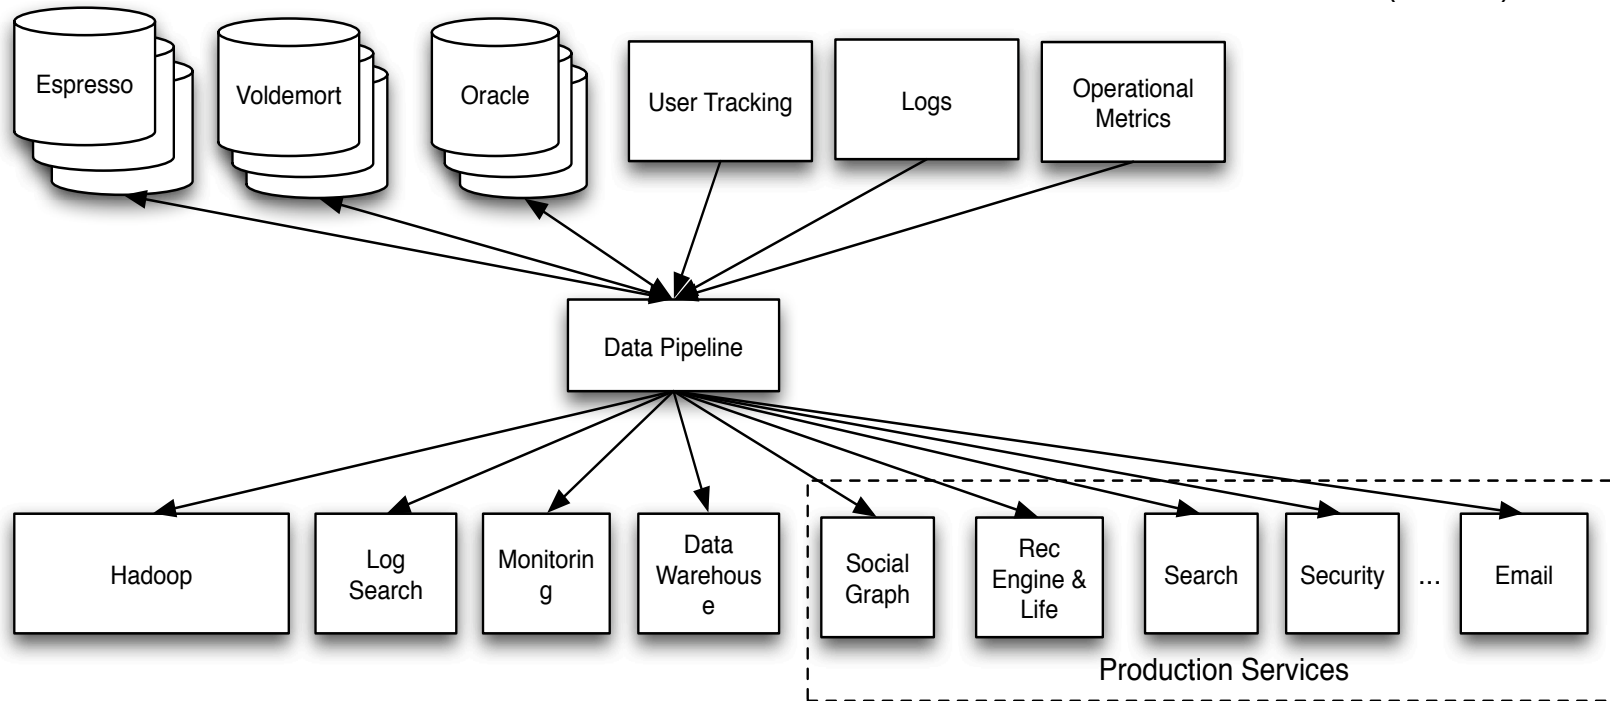 Espresso
Voldemort
Oracle
User Tracking
Logs
Operational
Metrics
Data Pipeline
Hadoop
Log
Search
Monitorin
g
Data
Warehous
e
Social
Graph
Rec
Engine &
Life
Search
Security
...
Email
Production Services